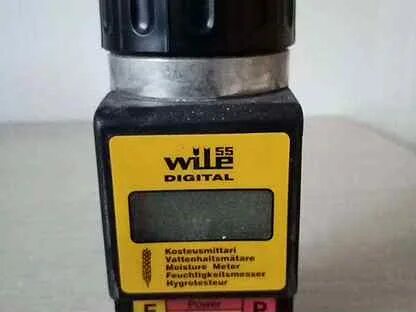 wile 55
DIGITAL
Kosteusmittari
Vattenhaltsmätare
Moisture Meter
Feuchtigkeitsmesser
Hygrotesteur
F Power P